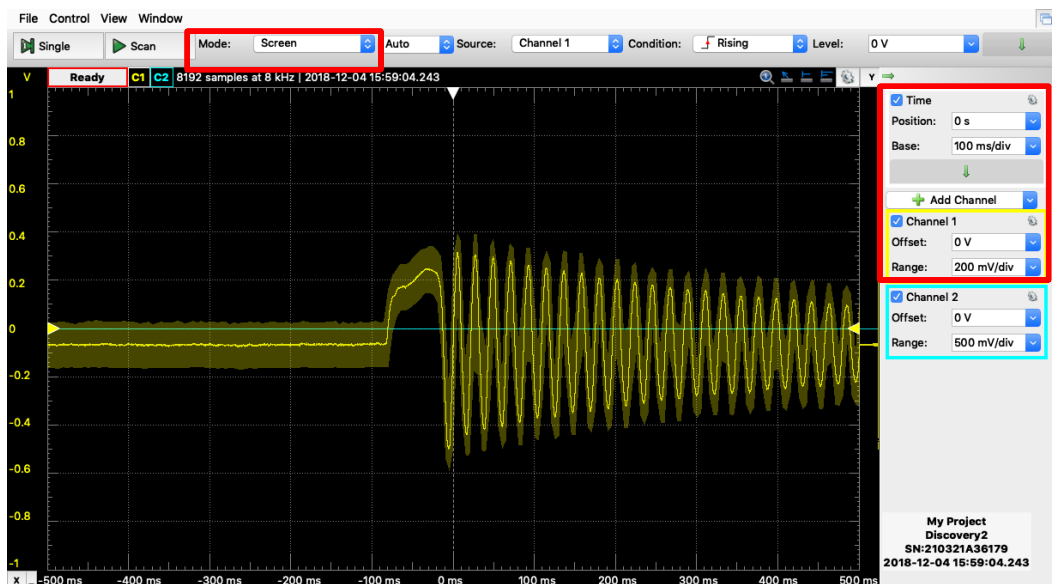 File Control View Window
Single Scan Mode: Screen Auto Source: Channel 1 Condition: Rising Level: 0 V
V Ready C1 C2 8192 samples at 8 kHz | 2018-12-04 15:59:04.243 Y
1
0.8
0.6
0.4
0.2
0
-0.2
-0.4
-0.6
-0.8
-1
X -500 ms -400 ms -300 ms -200 ms -100 ms 0 ms 100 ms 200 ms 300 ms 400 ms 500 ms
Time
Position: 0 s
Base: 100 ms/div
Add Channel
Channel 1
Offset: 0 V
Range: 200 mV/div
Channel 2
Offset: 0 V
Range: 500 mV/div
My Project
Discovery2
SN:210321A36179
2018-12-04 15:59:04.243